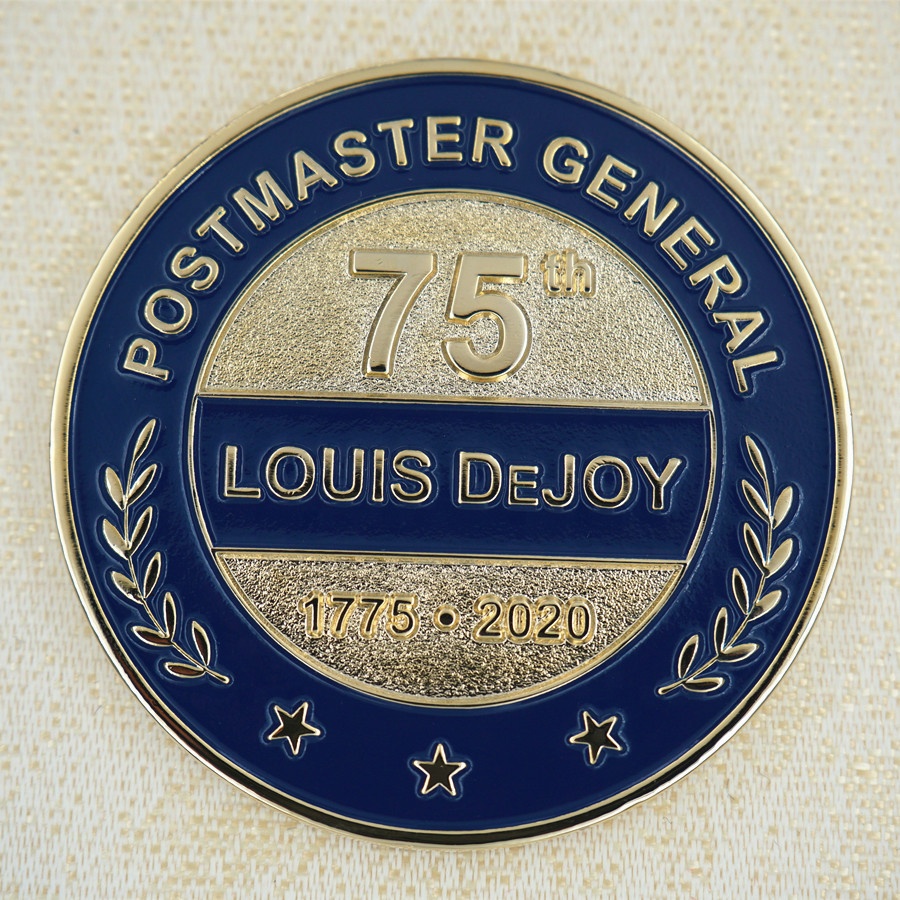 POSTMASTER GENERAL
75th
LOUIS DEJOY
1775 • 2020